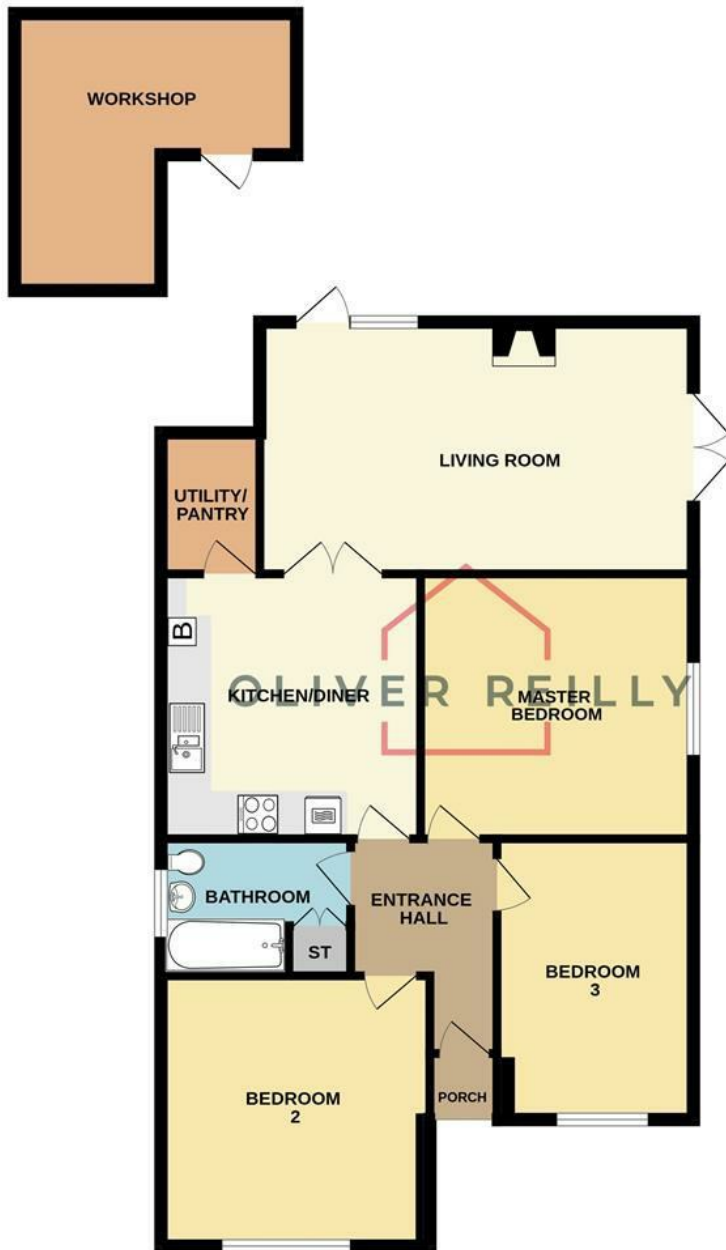 WORKSHOP
LIVING ROOM
UTILITY/
PANTRY
B
KITCHEN/DINER
OLIVER REILLY
MASTER
BEDROOM
BATHROOM
ENTRANCE
HALL
ST
BEDROOM
3
BEDROOM
2
PORCH